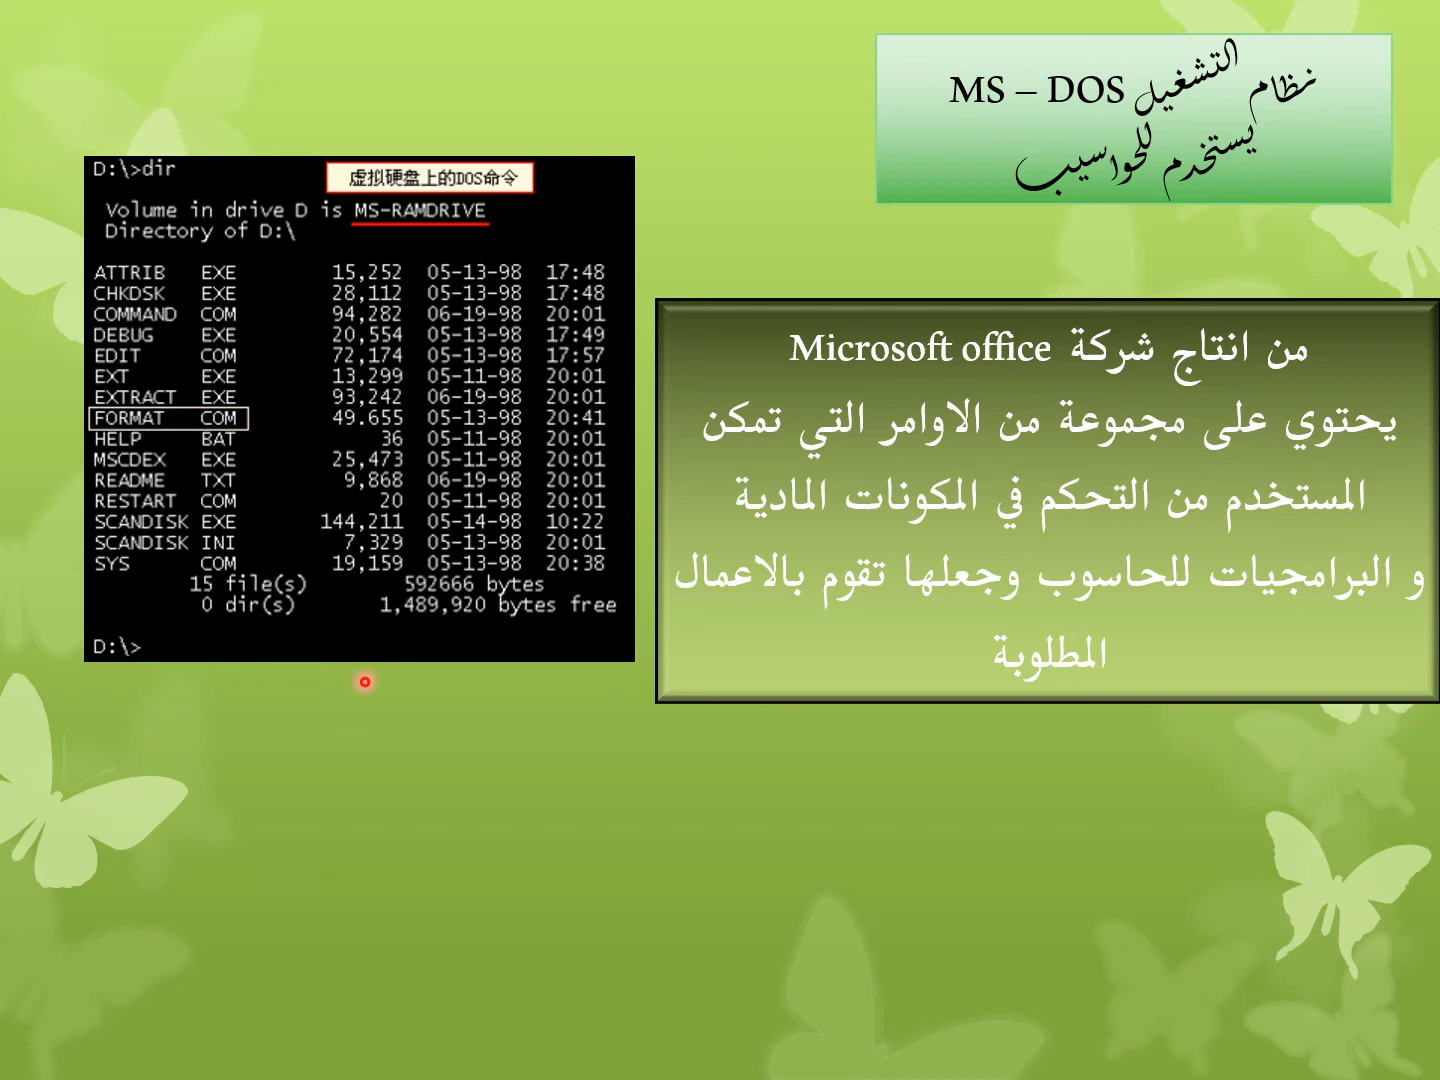 نظام التشغيل MS – DOS
يستخدم للحواسيب
من انتاج شركة Microsoft office
يحتوي على مجموعة من الاوامر التي تمكن
المستخدم من التحكم في المكونات المادية
و البرامجيات للحاسوب وجعلها تقوم بالاعمال
المطلوبة
D:\>dir
虚拟硬盘上的DOS命令
Volume in drive D is MS-RAMDRIVE
Directory of D:\
ATTRIB EXE 15,252 05-13-98 17:48
CHKDSK EXE 28,112 05-13-98 17:48
COMMAND COM 94,282 06-19-98 20:01
DEBUG EXE 20,554 05-13-98 17:49
EDIT COM 72,174 05-13-98 17:57
EXT EXE 13,299 05-11-98 20:01
EXTRACT EXE 93,242 06-19-98 20:01
FORMAT COM 49.655 05-13-98 20:41
HELP BAT 36 05-11-98 20:01
MSCDEX EXE 25,473 05-11-98 20:01
README TXT 9,868 06-19-98 20:01
RESTART COM 20 05-11-98 20:01
SCANDISK EXE 144,211 05-14-98 10:22
SCANDISK INI 7,329 05-13-98 20:01
SYS COM 19,159 05-13-98 20:38
15 file(s) 592666 bytes
0 dir(s) 1,489,920 bytes free
D:\>